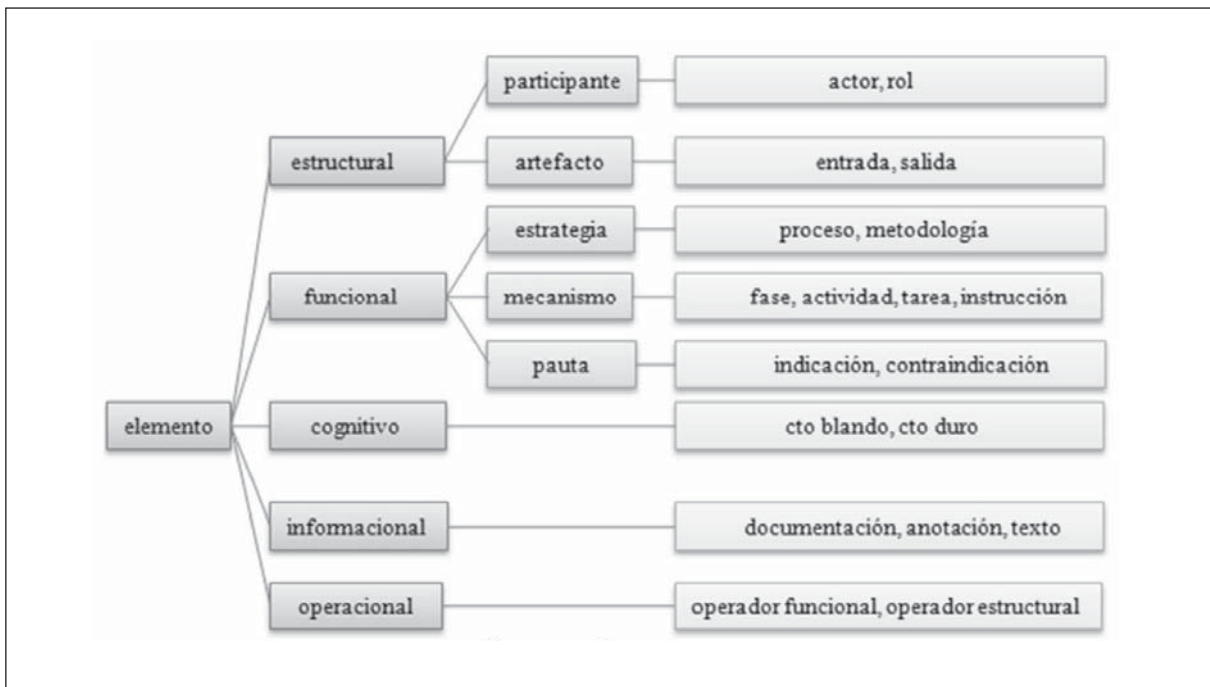 participante
actor, rol
estructural
artefacto
entrada, salida
estrategia
proceso, metodología
funcional
mecanismo
fase, actividad, tarea, instrucción
pauta
indicación, contraindicación
elemento
cognitivo
cto blando, cto duro
informacional
documentación, anotación, texto
operacional
operador funcional, operador estructural